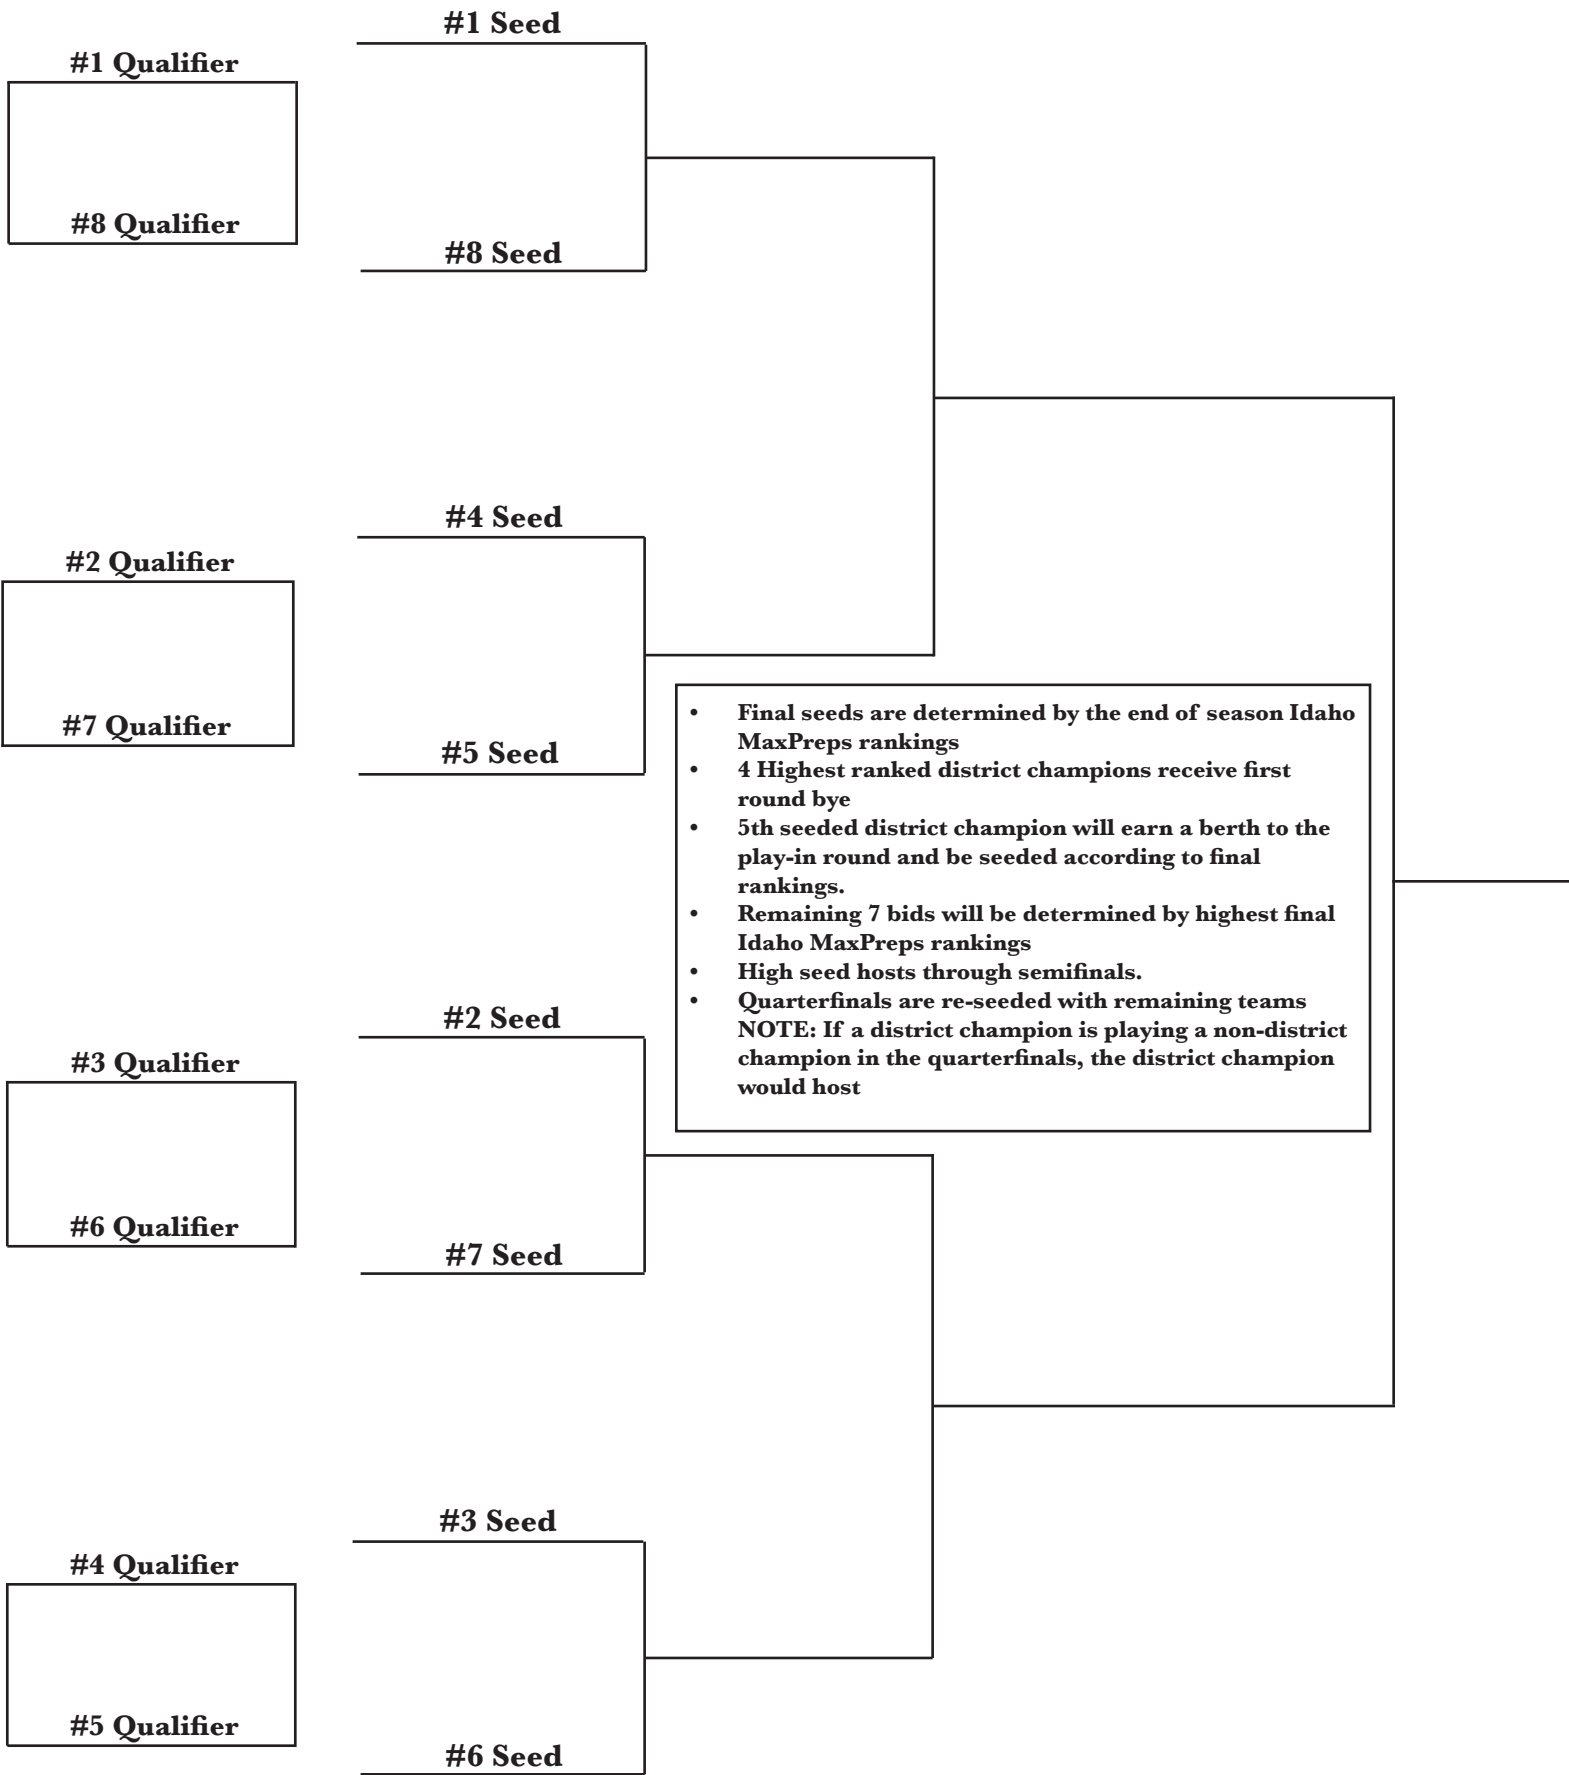 #1 Seed
#1 Qualifier
#8 Qualifier
#8 Seed
#4 Seed
#2 Qualifier
#7 Qualifier
#5 Seed
• Final seeds are determined by the end of season Idaho
MaxPreps rankings
• 4 Highest ranked district champions receive first
round bye
• 5th seeded district champion will earn a berth to the
play-in round and be seeded according to final
rankings.
• Remaining 7 bids will be determined by highest final
Idaho MaxPreps rankings
• High seed hosts through semifinals.
• Quarterfinals are re-seeded with remaining teams
NOTE: If a district champion is playing a non-district
champion in the quarterfinals, the district champion
would host
#2 Seed
#3 Qualifier
#6 Qualifier
#7 Seed
#3 Seed
#4 Qualifier
#5 Qualifier
#6 Seed